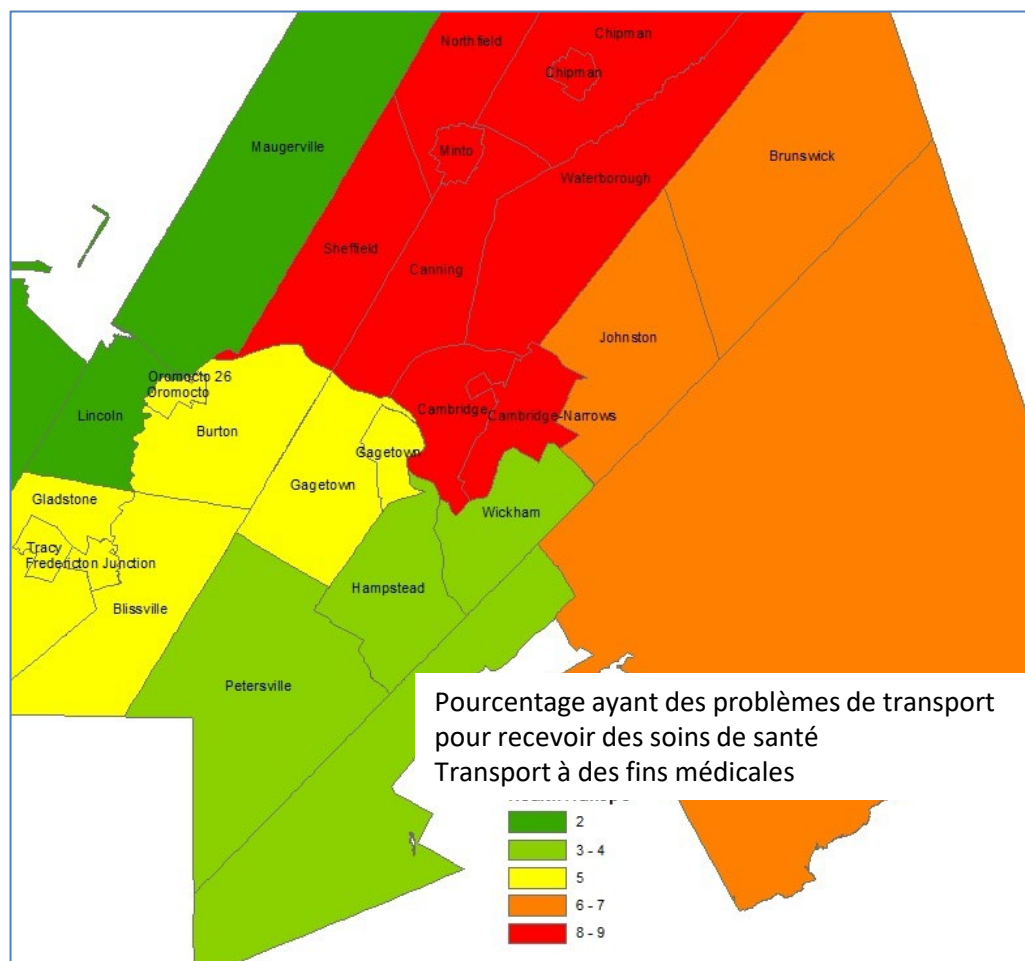 Northfield
Chipman
Chipman
Minto
Maugerville
Brunswick
Waterborough
Sheffield
Canning
Johnston
Oromocto 26
Oromocto
Lincoln
Burton
Cambridge
Cambridge-Narrows
Gagetown
Gagetown
Gladstone
Wickham
Tracy
Fredericton Junction
Hampstead
Blissville
Petersville
Pourcentage ayant des problèmes de transport
pour recevoir des soins de santé
Transport à des fins médicales
2
3 - 4
5
6 - 7
8 - 9